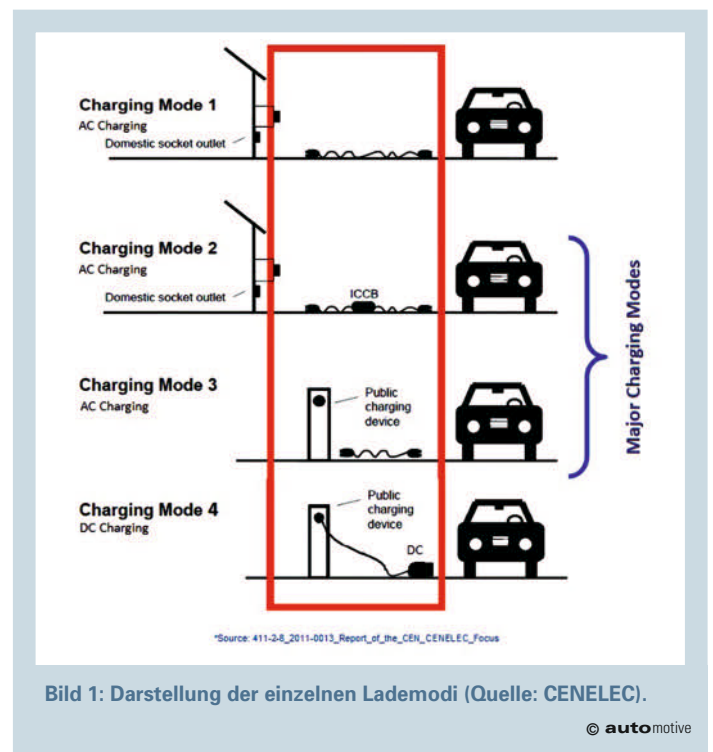 Charging Mode 1
AC Charging
Domestic socket outlet
Charging Mode 2
AC Charging
Domestic socket outlet
ICCB
Charging Mode 3
AC Charging
Public
charging
device
Charging Mode 4
DC Charging
Public
charging
device
DC
Major Charging Modes
*Source: 411-2-8_2011-0013_Report_of_the_CEN_CENELEC_Focus
Bild 1: Darstellung der einzelnen Lademodi (Quelle: CENELEC).
© automotive